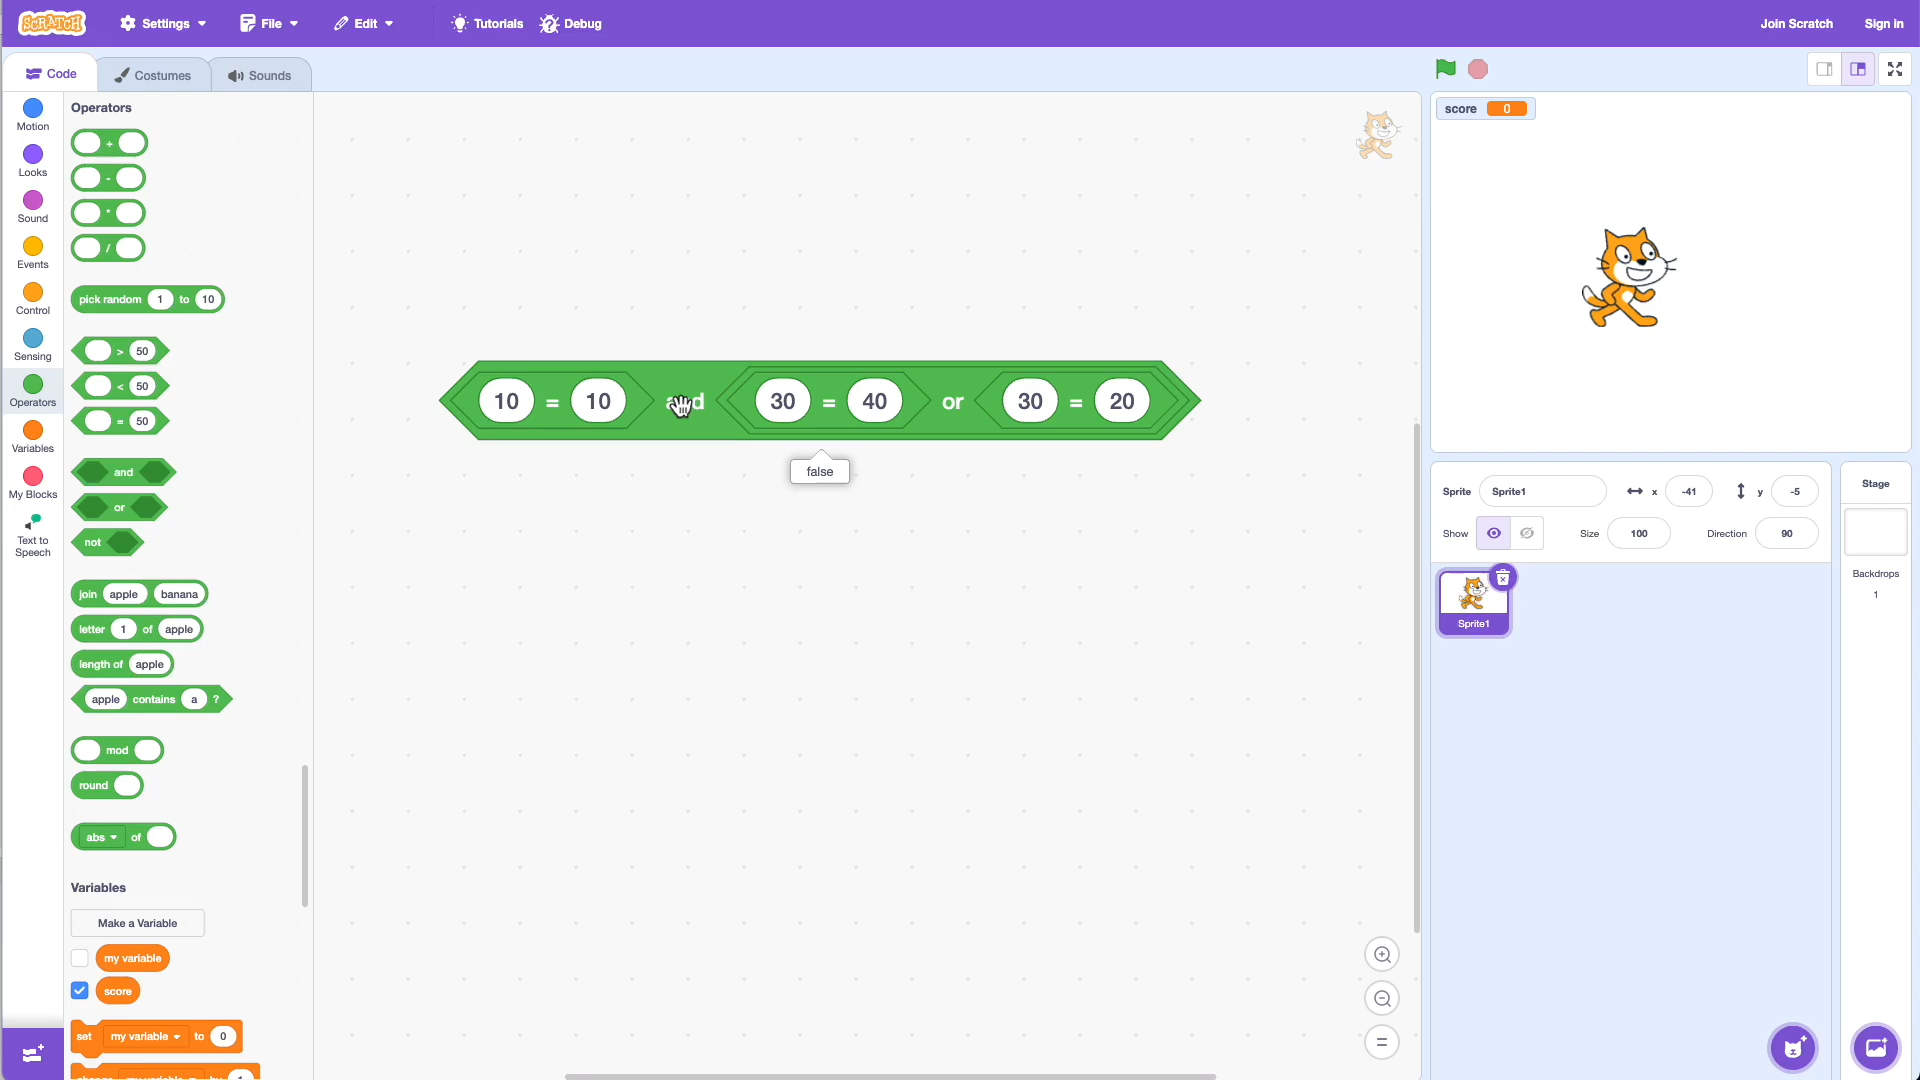 SCRATCH Settings File Edit Tutorials Debug Join Scratch Sign in
Code Costumes Sounds
Motion
Looks
Sound
Events
Control
Sensing
Operators
Variables
My Blocks
Text to
Speech
Operators
+
-
*
/
pick random 1 to 10
> 50
< 50
= 50
and
or
not
join apple banana
letter 1 of apple
length of apple
apple contains a ?
mod
round
abs of
Variables
Make a Variable
my variable
score
set my variable to 0
10 = 10 and 30 = 40 or 30 = 20
false
score 0
Sprite Sprite1 x -41 y -5
Show Size 100 Direction 90
Sprite1
Stage
Backdrops
1